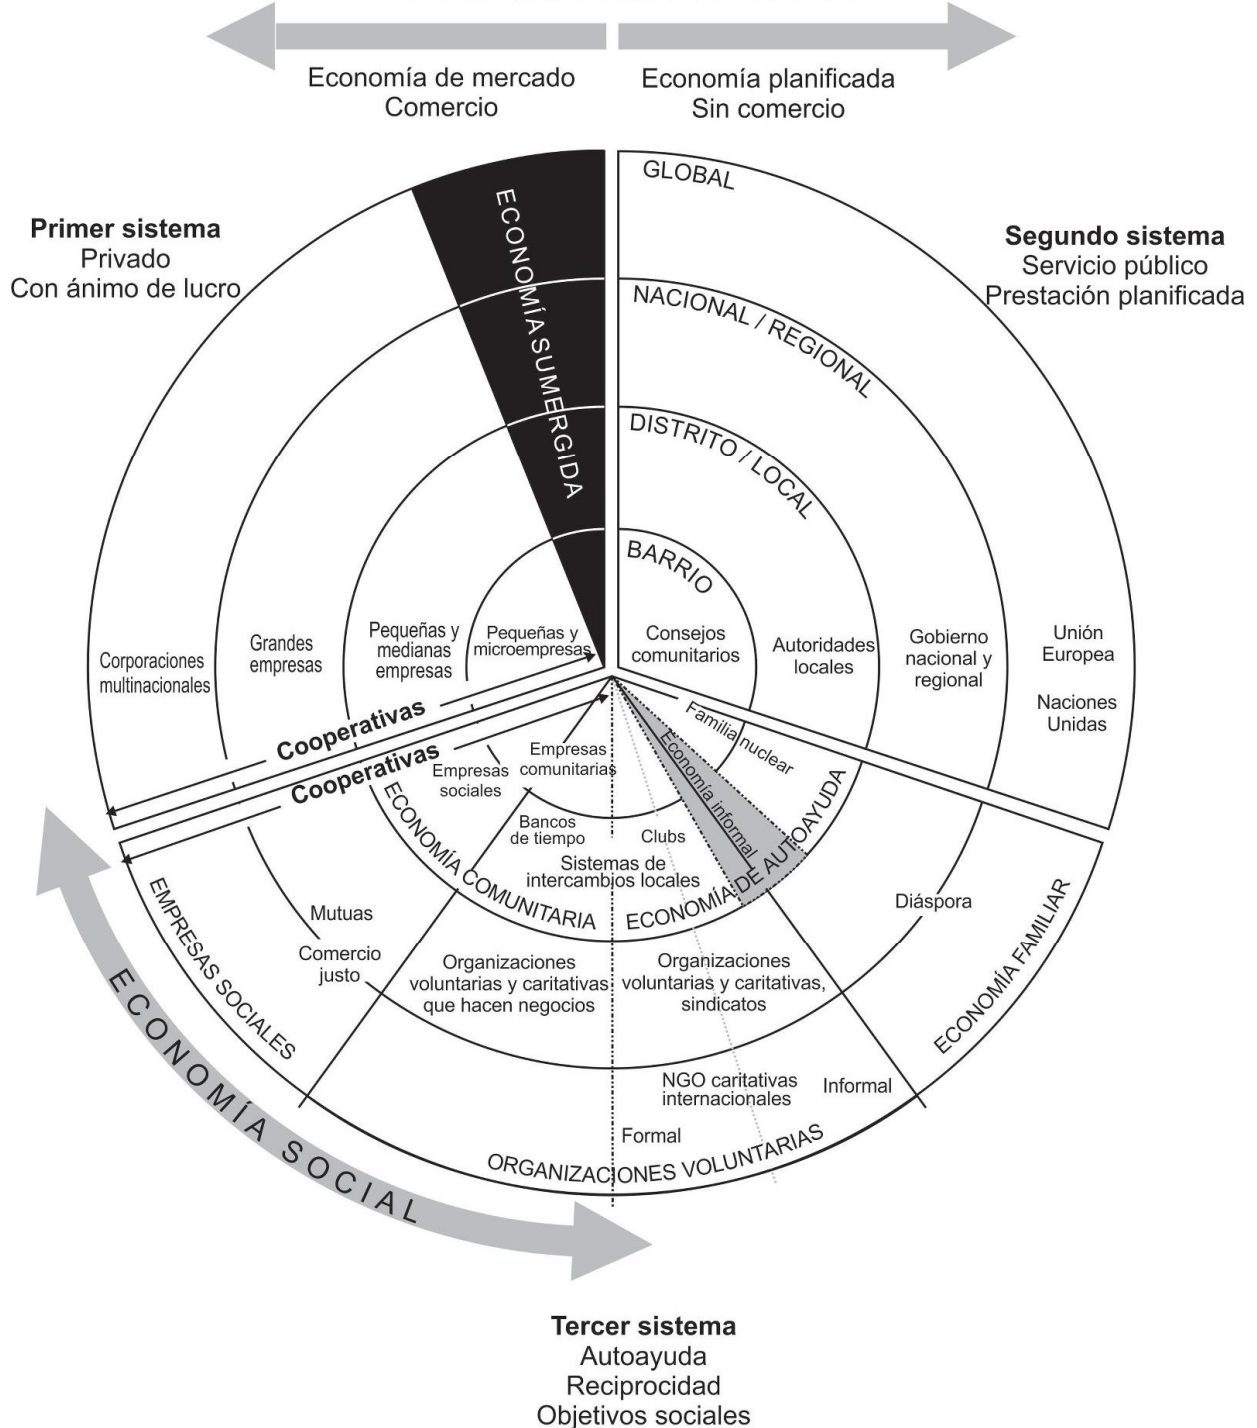 Economía de mercado
Comercio
Economía planificada
Sin comercio
Primer sistema
Privado
Con ánimo de lucro
Segundo sistema
Servicio público
Prestación planificada
ECONOMÍA SUMERGIDA
GLOBAL
NACIONAL / REGIONAL
DISTRITO / LOCAL
BARRIO
Corporaciones
multinacionales
Grandes
empresas
Pequeñas y
medianas
empresas
Pequeñas y
microempresas
Consejos
comunitarios
Autoridades
locales
Gobierno
nacional y
regional
Unión
Europea
Naciones
Unidas
Cooperativas
Cooperativas
Familia nuclear
Economía informal
Empresas
sociales
Empresas
comunitarias
Bancos
de tiempo
Clubs
Sistemas de
intercambios locales
ECONOMÍA COMUNITARIA
ECONOMÍA DE AUTOAYUDA
EMPRESAS SOCIALES
Mutuas
Comercio
justo
Organizaciones
voluntarias y caritativas
que hacen negocios
Organizaciones
voluntarias y caritativas,
sindicatos
Diáspora
ECONOMÍA FAMILIAR
NGO caritativas
internacionales
Informal
Formal
ORGANIZACIONES VOLUNTARIAS
ECONOMÍA SOCIAL
Tercer sistema
Autoayuda
Reciprocidad
Objetivos sociales